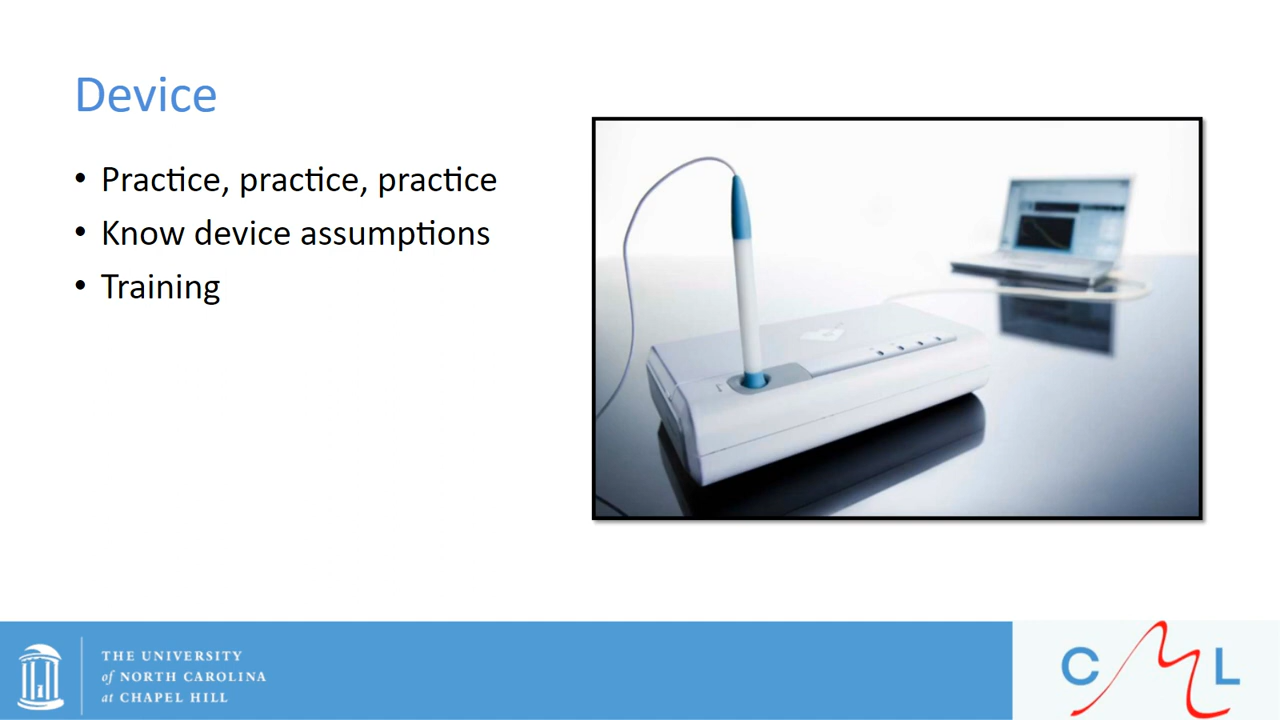 Device
• Practice, practice, practice
• Know device assumptions
• Training
THE UNIVERSITY
of NORTH CAROLINA
at CHAPEL HILL
C M L